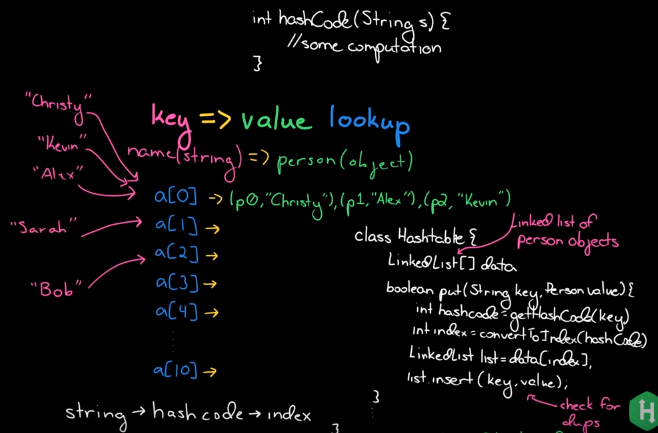 int hashCode(String s) {
//some computation
}
"Christy"
"Kevin"
"Alex"
"Sarah"
"Bob"
key => value lookup
name(string) => person(object)
a[0] → (p0,"Christy"),(p1,"Alex"),(p2, "Kevin")
a[1] →
a[2] →
a[3] →
a[4] →
a[10] →
string → hash code → index
Linked list of
person objects
class Hashtable {
LinkedList[] data
boolean put(String key, Person value) {
int hashcode = getHashCode(key)
int index = convertToIndex(hashCode)
LinkedList list = data[index];
list.insert(key, value);
}
check for
dups
}
H